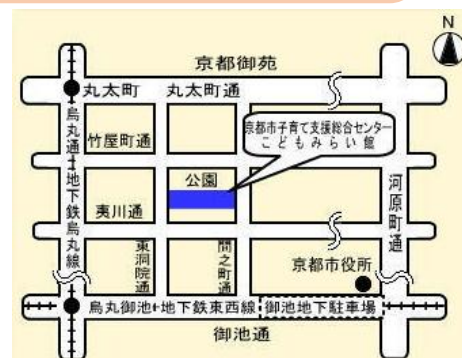 N
京都御苑
丸太町
丸太町通
京都市子育て支援総合センター
こどもみらい館
竹屋町通
公園
夷川通
烏丸通
地下鉄烏丸線
東洞院通
間之町通
河原町通
京都市役所
烏丸御池
地下鉄東西線
御池地下駐車場
御池通